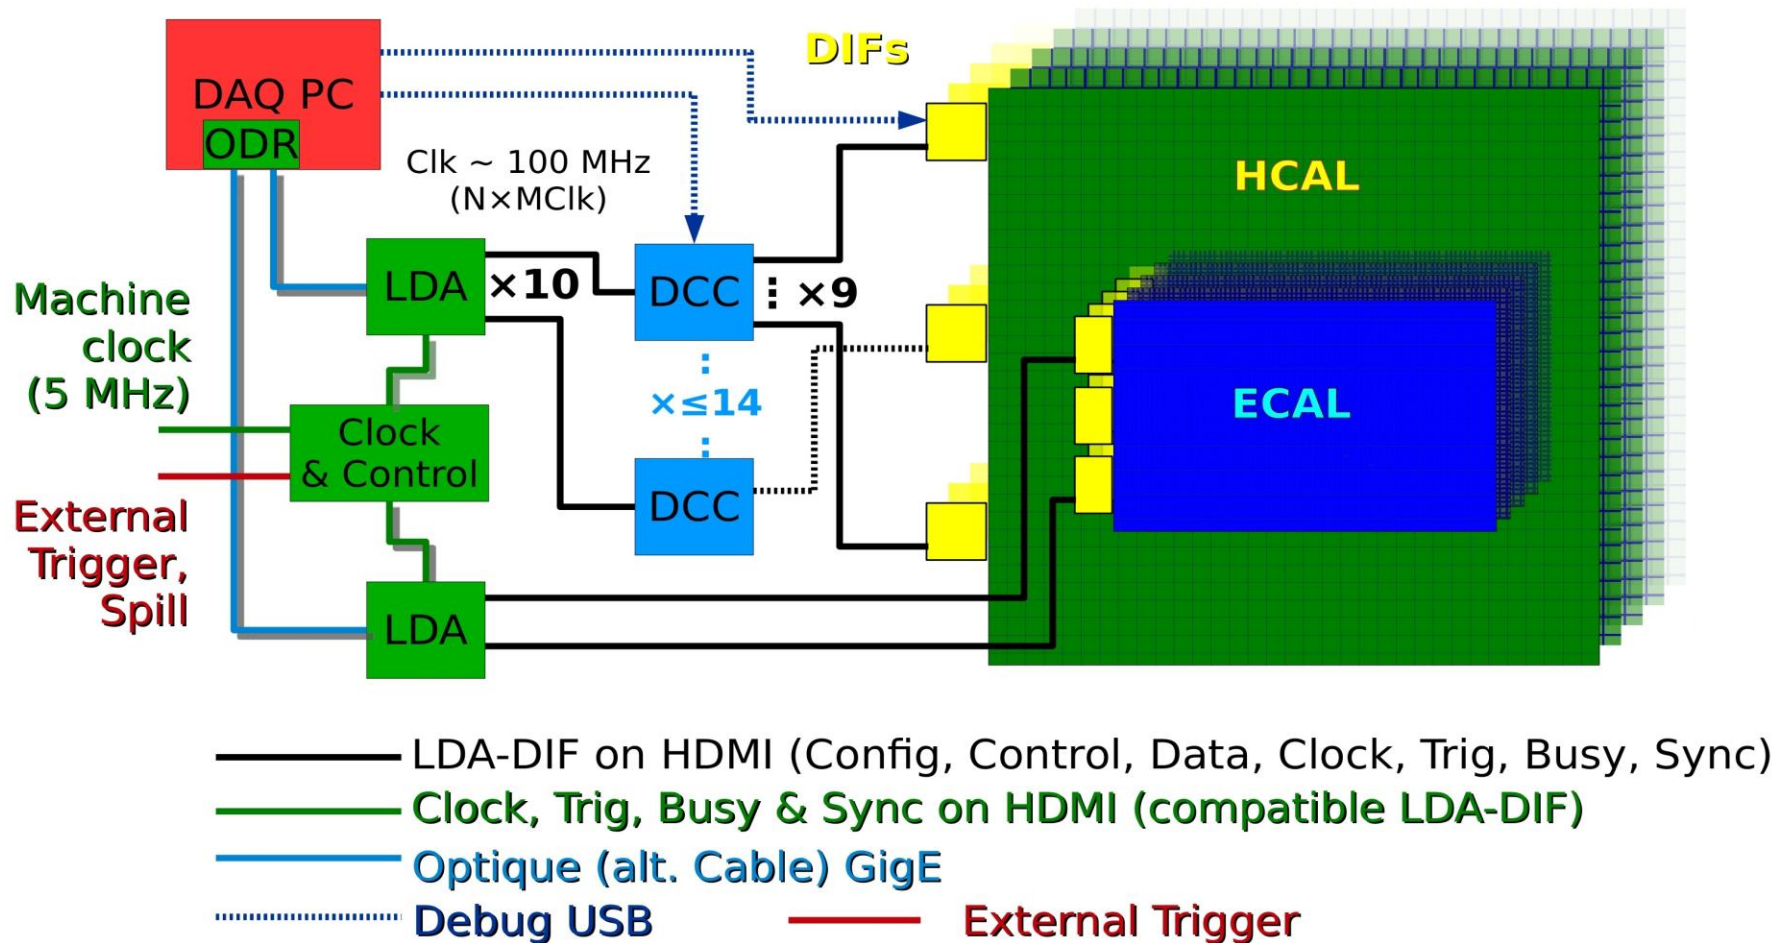 DIFs
DAQ PC
ODR
Clk ~ 100 MHz
(N×MClk)
HCAL
LDA
×10
DCC
⋮ ×9
Machine
clock
(5 MHz)
×≤14
ECAL
Clock
& Control
DCC
External
Trigger,
Spill
LDA
LDA-DIF on HDMI (Config, Control, Data, Clock, Trig, Busy, Sync)
Clock, Trig, Busy & Sync on HDMI (compatible LDA-DIF)
Optique (alt. Cable) GigE
Debug USB
External Trigger